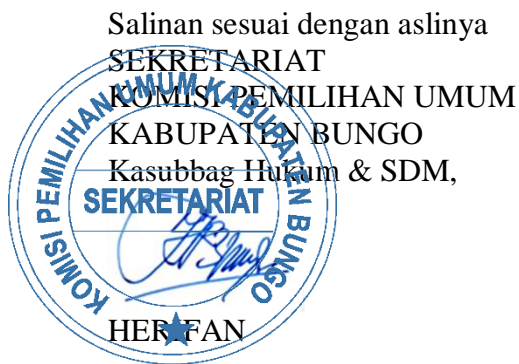 Salinan sesuai dengan aslinya
SEKRETARIAT
KOMISI PEMILIHAN UMUM
KABUPATEN BUNGO
Kasubbag Hukum & SDM,
KOMISI PEMILIHAN UMUM KABUPATEN BUNGO
SEKRETARIAT
HERIFAN